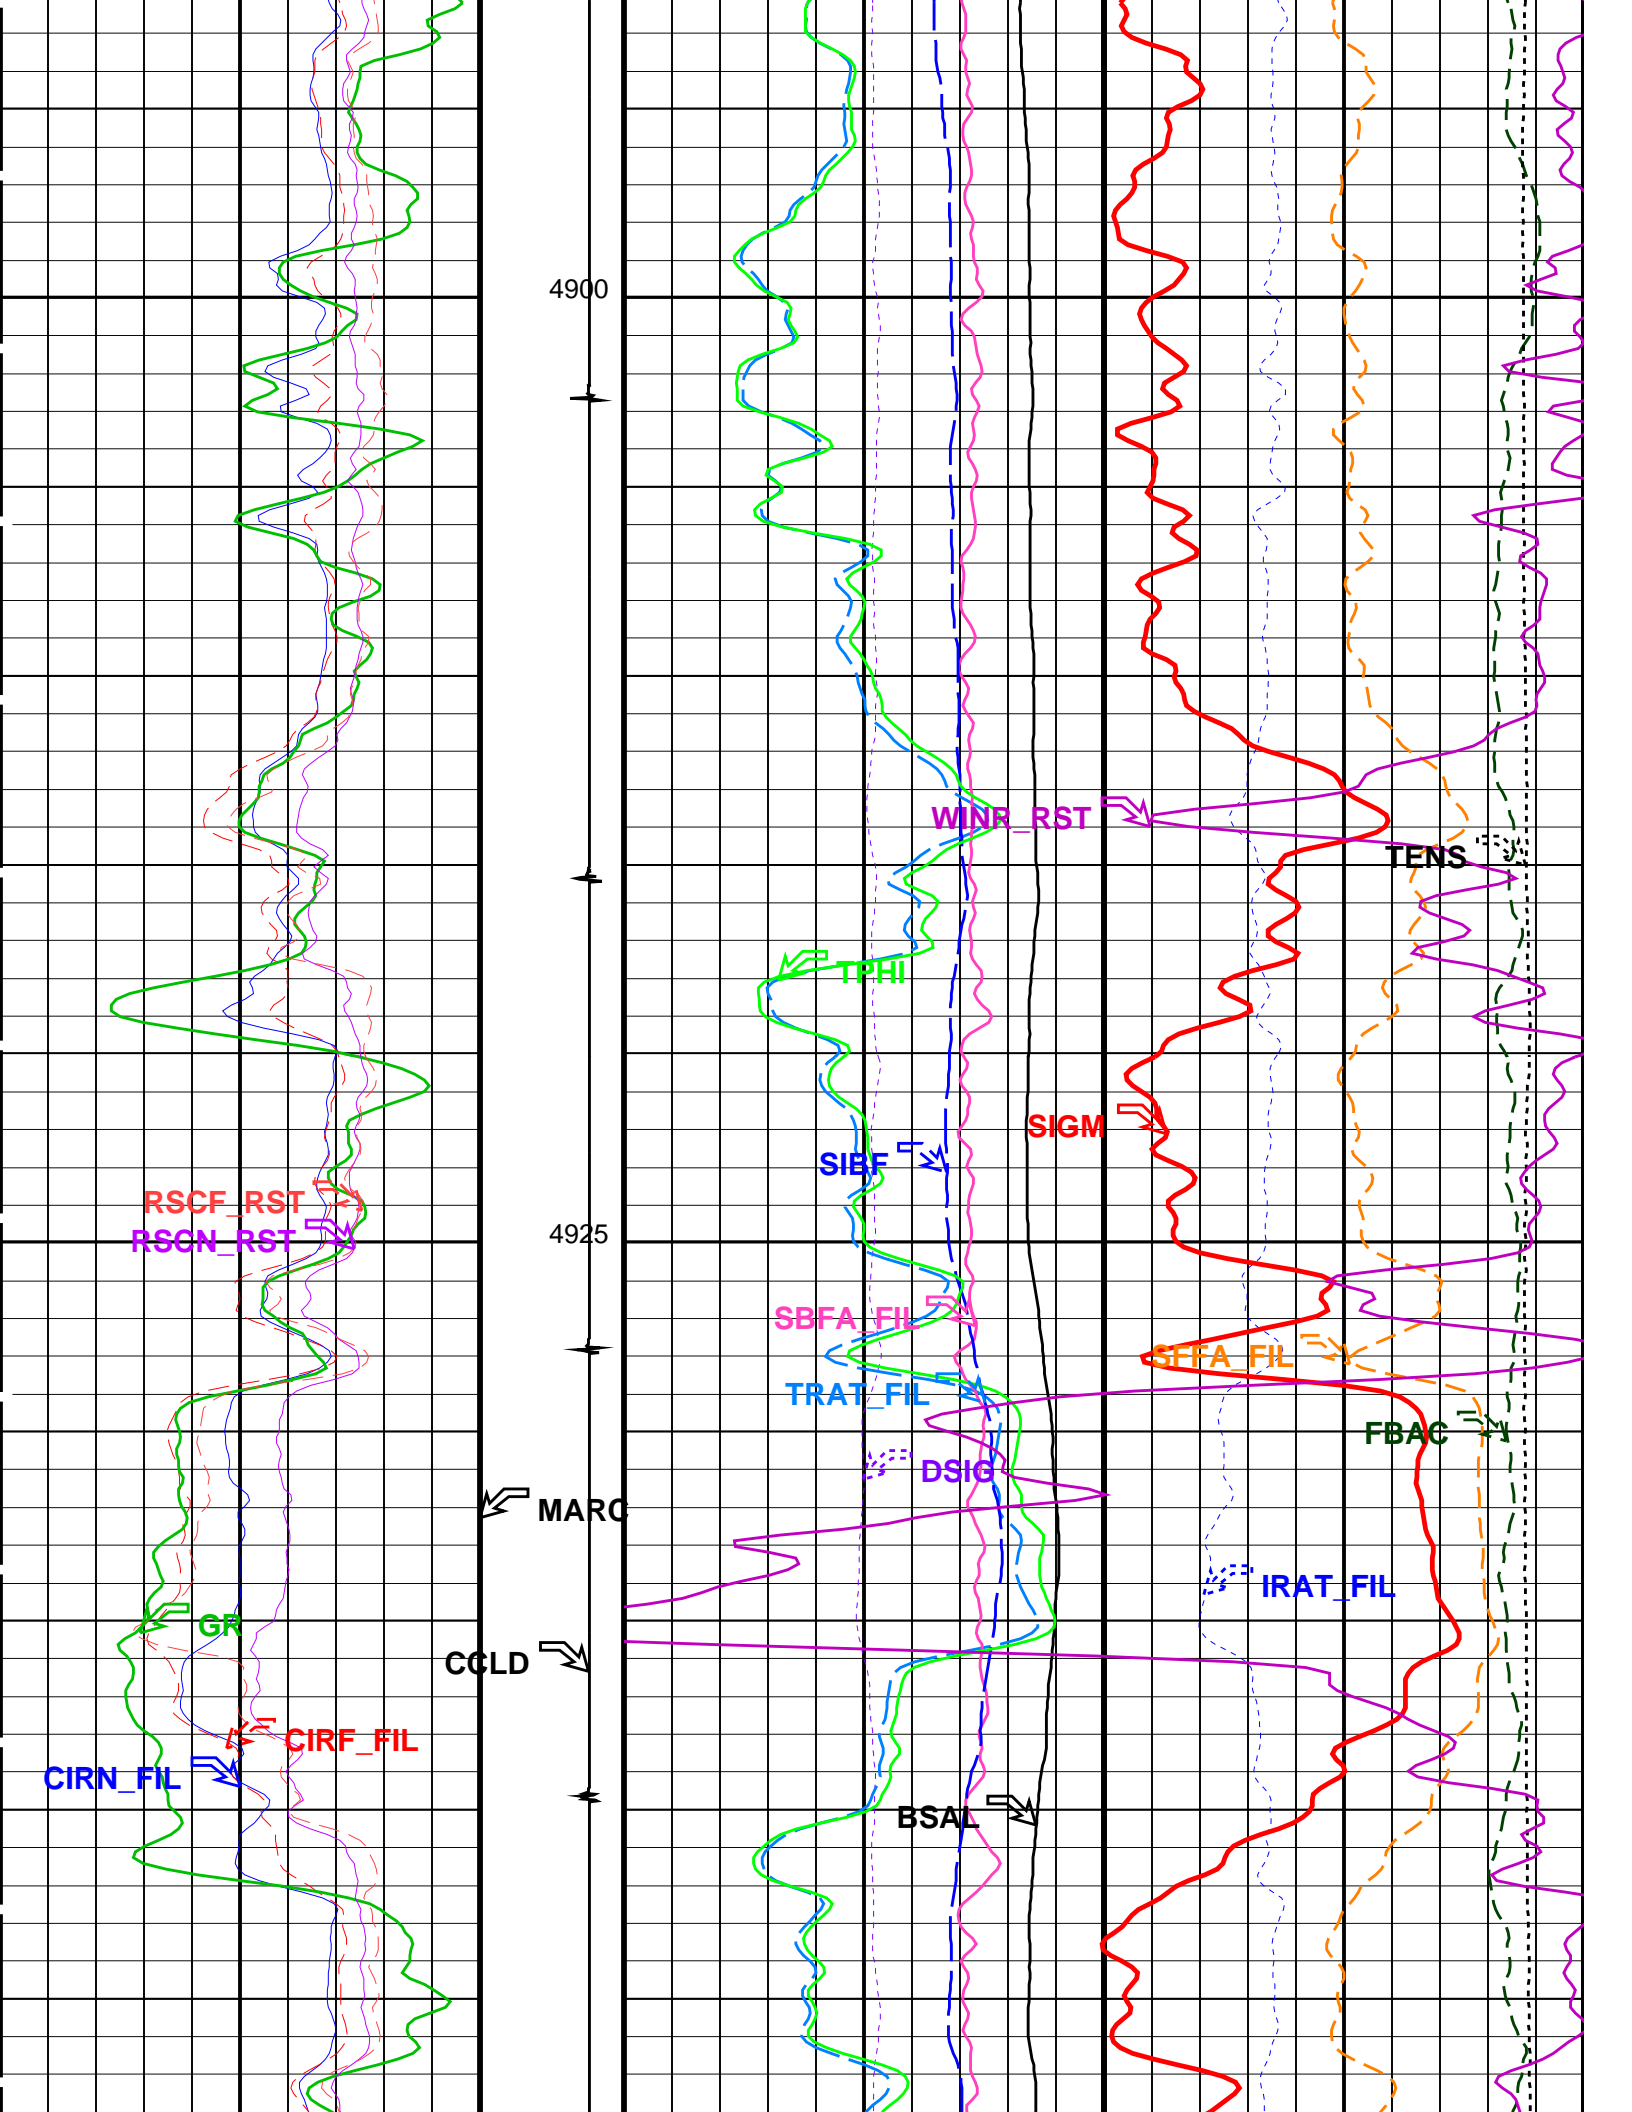 4900
WINR_RST
TENS
TPHI
SIGM
SIBF
RSCF_RST
RSCN_RST
4925
SBFA_FIL
SFFA_FIL
TRAT_FIL
FBAC
DSIG
MARC
IRAT_FIL
GR
CCLD
CIRF_FIL
CIRN_FIL
BSAL